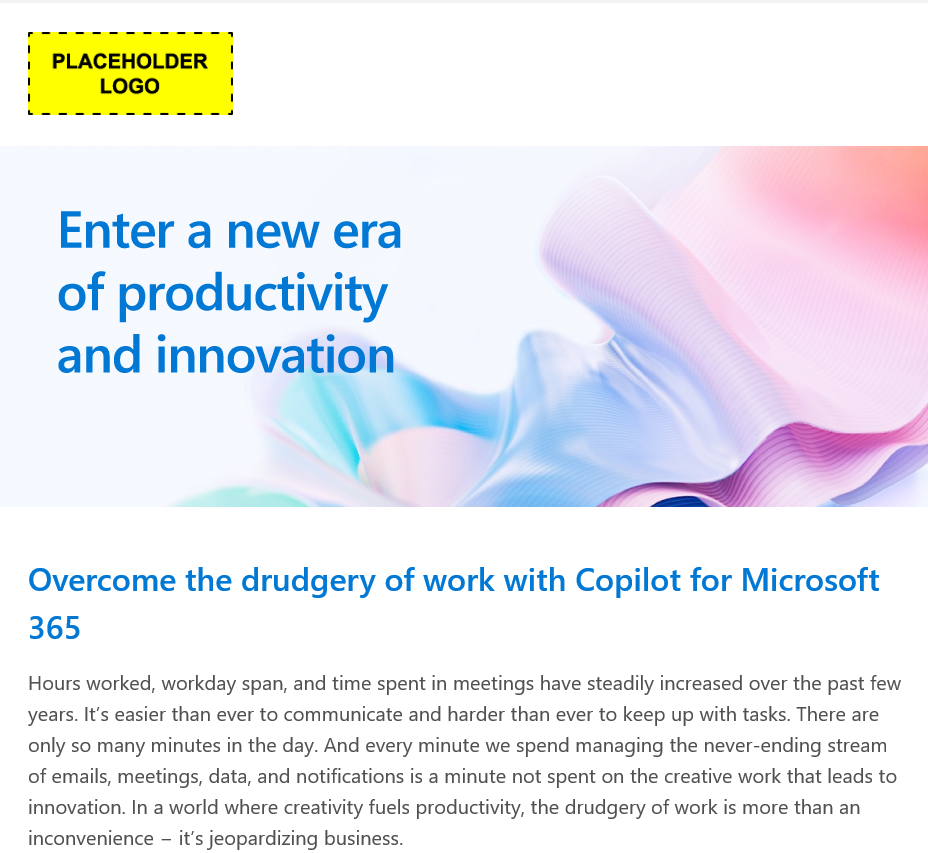 PLACEHOLDER
LOGO
Enter a new era
of productivity
and innovation
Overcome the drudgery of work with Copilot for Microsoft
365
Hours worked, workday span, and time spent in meetings have steadily increased over the past few
years. It’s easier than ever to communicate and harder than ever to keep up with tasks. There are
only so many minutes in the day. And every minute we spend managing the never-ending stream
of emails, meetings, data, and notifications is a minute not spent on the creative work that leads to
innovation. In a world where creativity fuels productivity, the drudgery of work is more than an
inconvenience – it’s jeopardizing business.